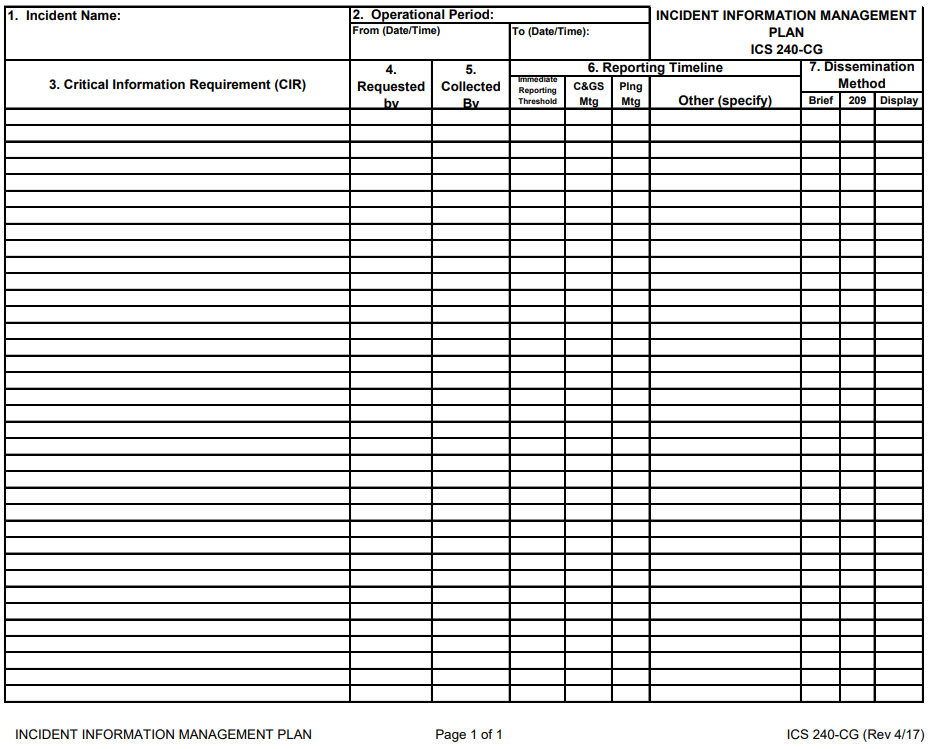 1. Incident Name:
2. Operational Period:
From (Date/Time)
To (Date/Time):
INCIDENT INFORMATION MANAGEMENT
PLAN
ICS 240-CG
3. Critical Information Requirement (CIR)
4.
Requested
by
5.
Collected
By
6. Reporting Timeline
Immediate
Reporting
Threshold
C&GS
Mtg
Plng
Mtg
Other (specify)
7. Dissemination
Method
Brief
209
Display
INCIDENT INFORMATION MANAGEMENT PLAN
Page 1 of 1
ICS 240-CG (Rev 4/17)